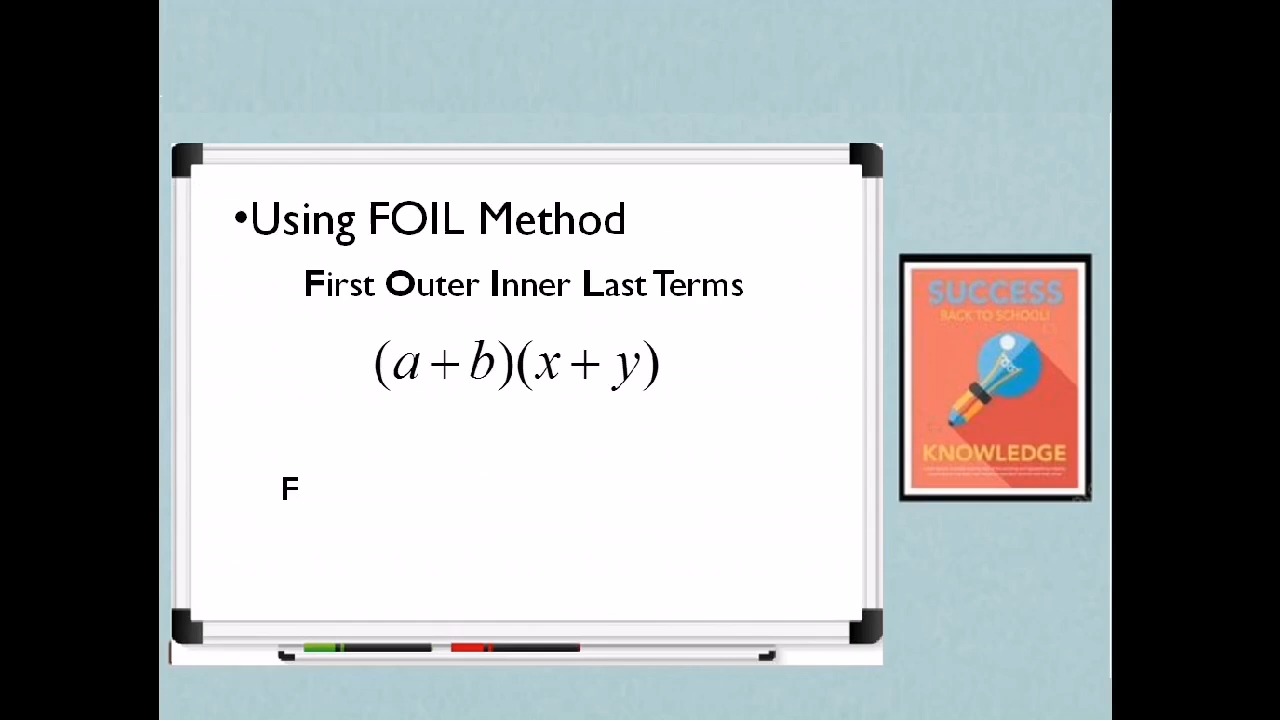 •Using FOIL Method
First Outer Inner Last Terms
(a + b)(x + y)
F
SUCCESS
BACK TO SCHOOL!
KNOWLEDGE